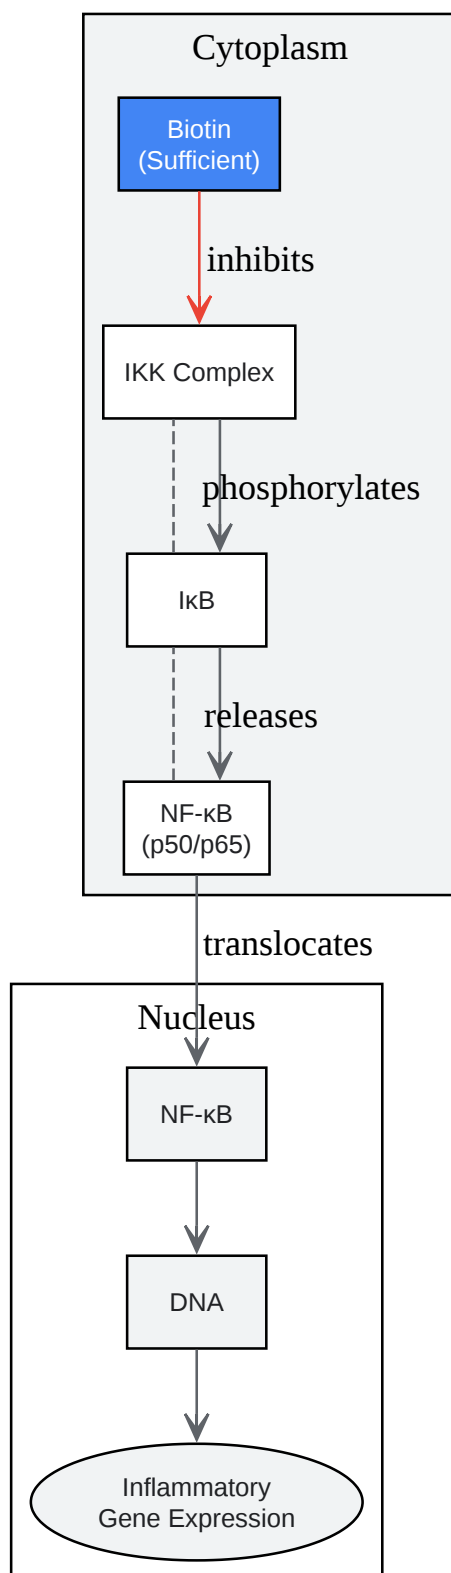 Cytoplasm
Biotin
(Sufficient)
inhibits
IKK Complex
phosphorylates
IκB
releases
NF-κB
(p50/p65)
translocates
Nucleus
NF-κB
DNA
Inflammatory
Gene Expression